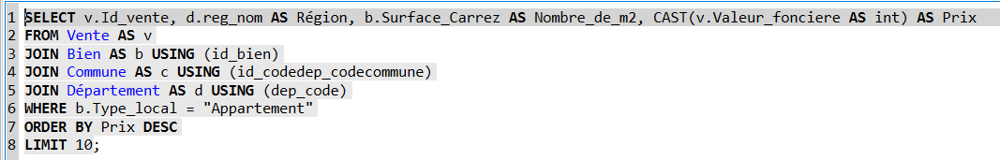 1 SELECT v.Id_vente, d.reg_nom AS Région, b.Surface_Carrez AS Nombre_de_m2, CAST(v.Valeur_fonciere AS int) AS Prix
2 FROM Vente AS v
3 JOIN Bien AS b USING (id_bien)
4 JOIN Commune AS c USING (id_codedep_codecommune)
5 JOIN Département AS d USING (dep_code)
6 WHERE b.Type_local = "Appartement"
7 ORDER BY Prix DESC
8 LIMIT 10;